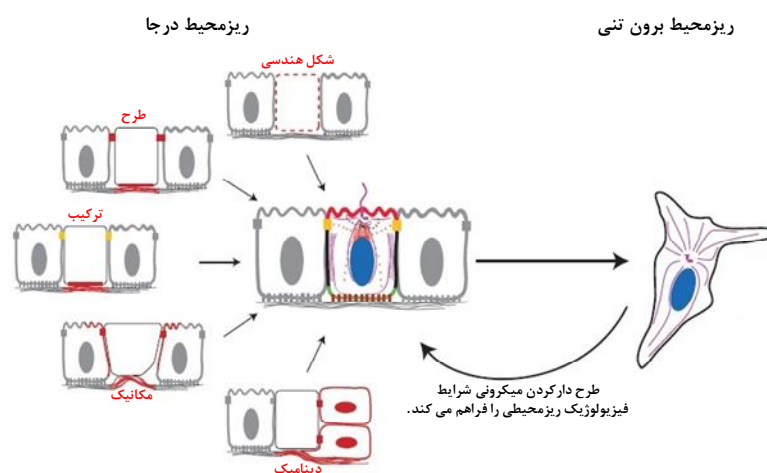 ریزمحیط درجا
ریزمحیط برون تنی
شکل هندسی
طرح
ترکیب
مکانیک
دینامیک
طرح دارکردن میکرونی شرایط
فیزیولوژیک ریزمحیطی را فراهم می کند.